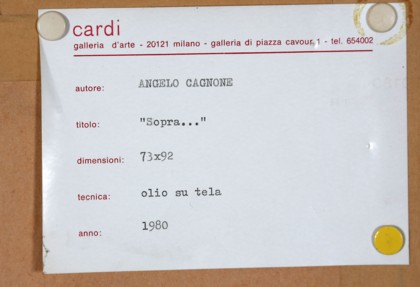 cardi
galleria d'arte - 20121 milano - galleria di piazza cavour,1 - tel. 654002
autore: ANGELO CAGNONE
titolo: "Sopra..."
dimensioni: 73x92
tecnica: olio su tela
anno: 1980